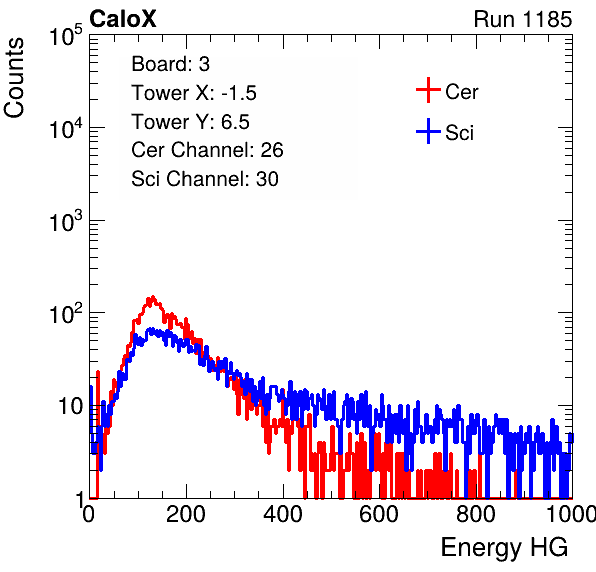 CaloX Run 1185
Counts
10^5
10^4
10^3
10^2
10
1
Board: 3
Tower X: -1.5
Tower Y: 6.5
Cer Channel: 26
Sci Channel: 30
Cer
Sci
0 200 400 600 800 1000
Energy HG